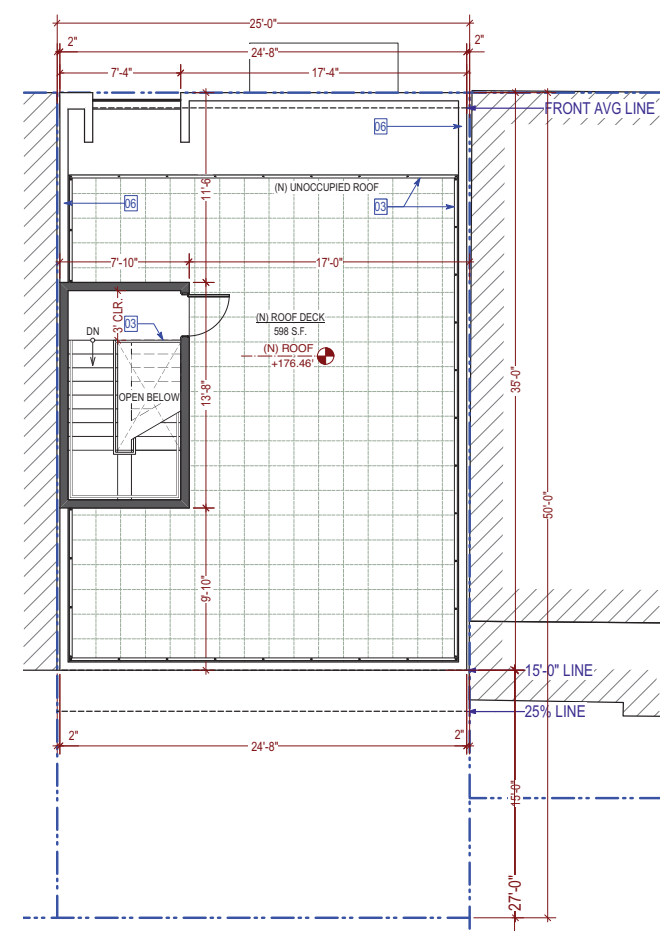 25'-0"
2"
2"
24'-8"
7'-4"
17'-4"
FRONT AVG LINE
06
(N) UNOCCUPIED ROOF
11'-6
06
03
7'-10"
17'-0"
3' CLR.
03
(N) ROOF DECK
598 S.F.
DN
(N) ROOF
+176.46'
OPEN BELOW
13'-8"
35'-0"
50'-0"
9'-10"
15'-0" LINE
25% LINE
2"
2"
24'-8"
15'-0"
27'-0"